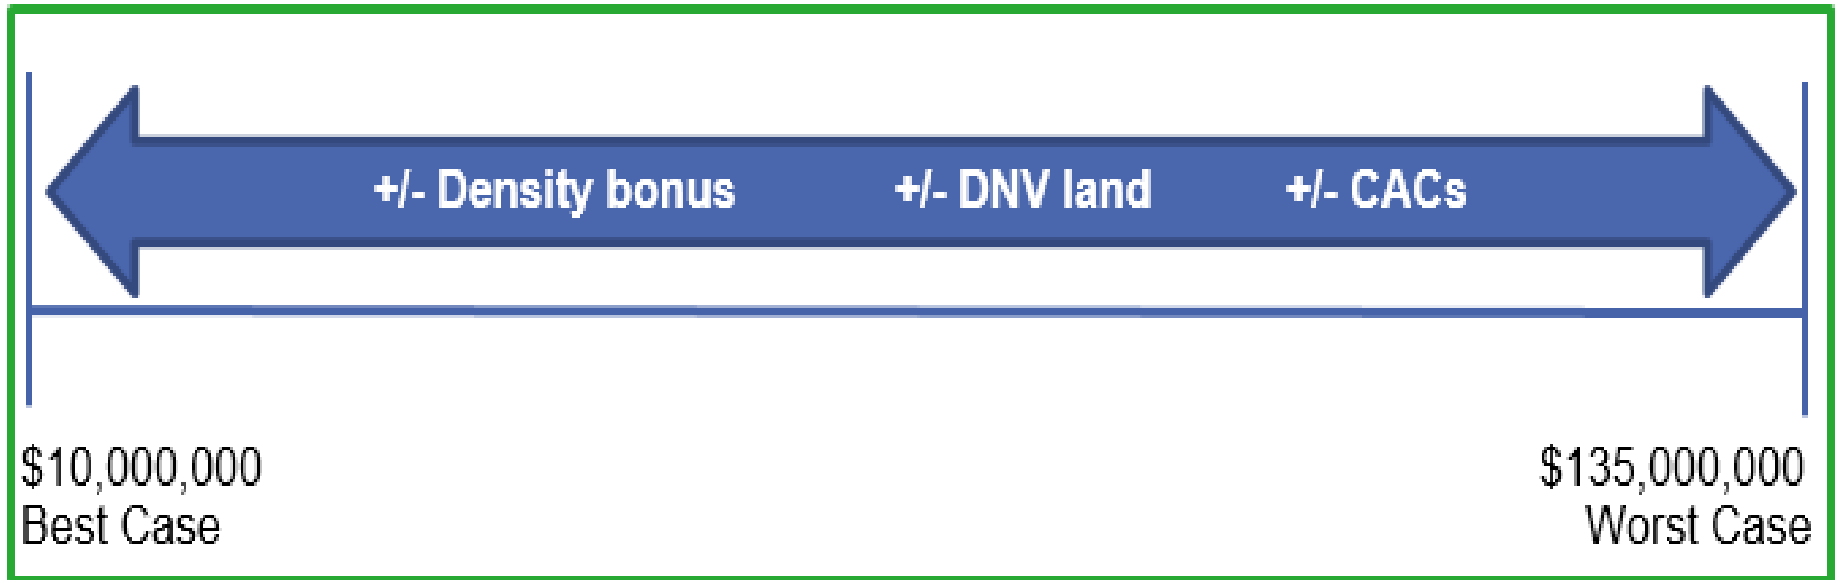 +/- Density bonus +/- DNV land +/- CACs
$10,000,000
Best Case
$135,000,000
Worst Case